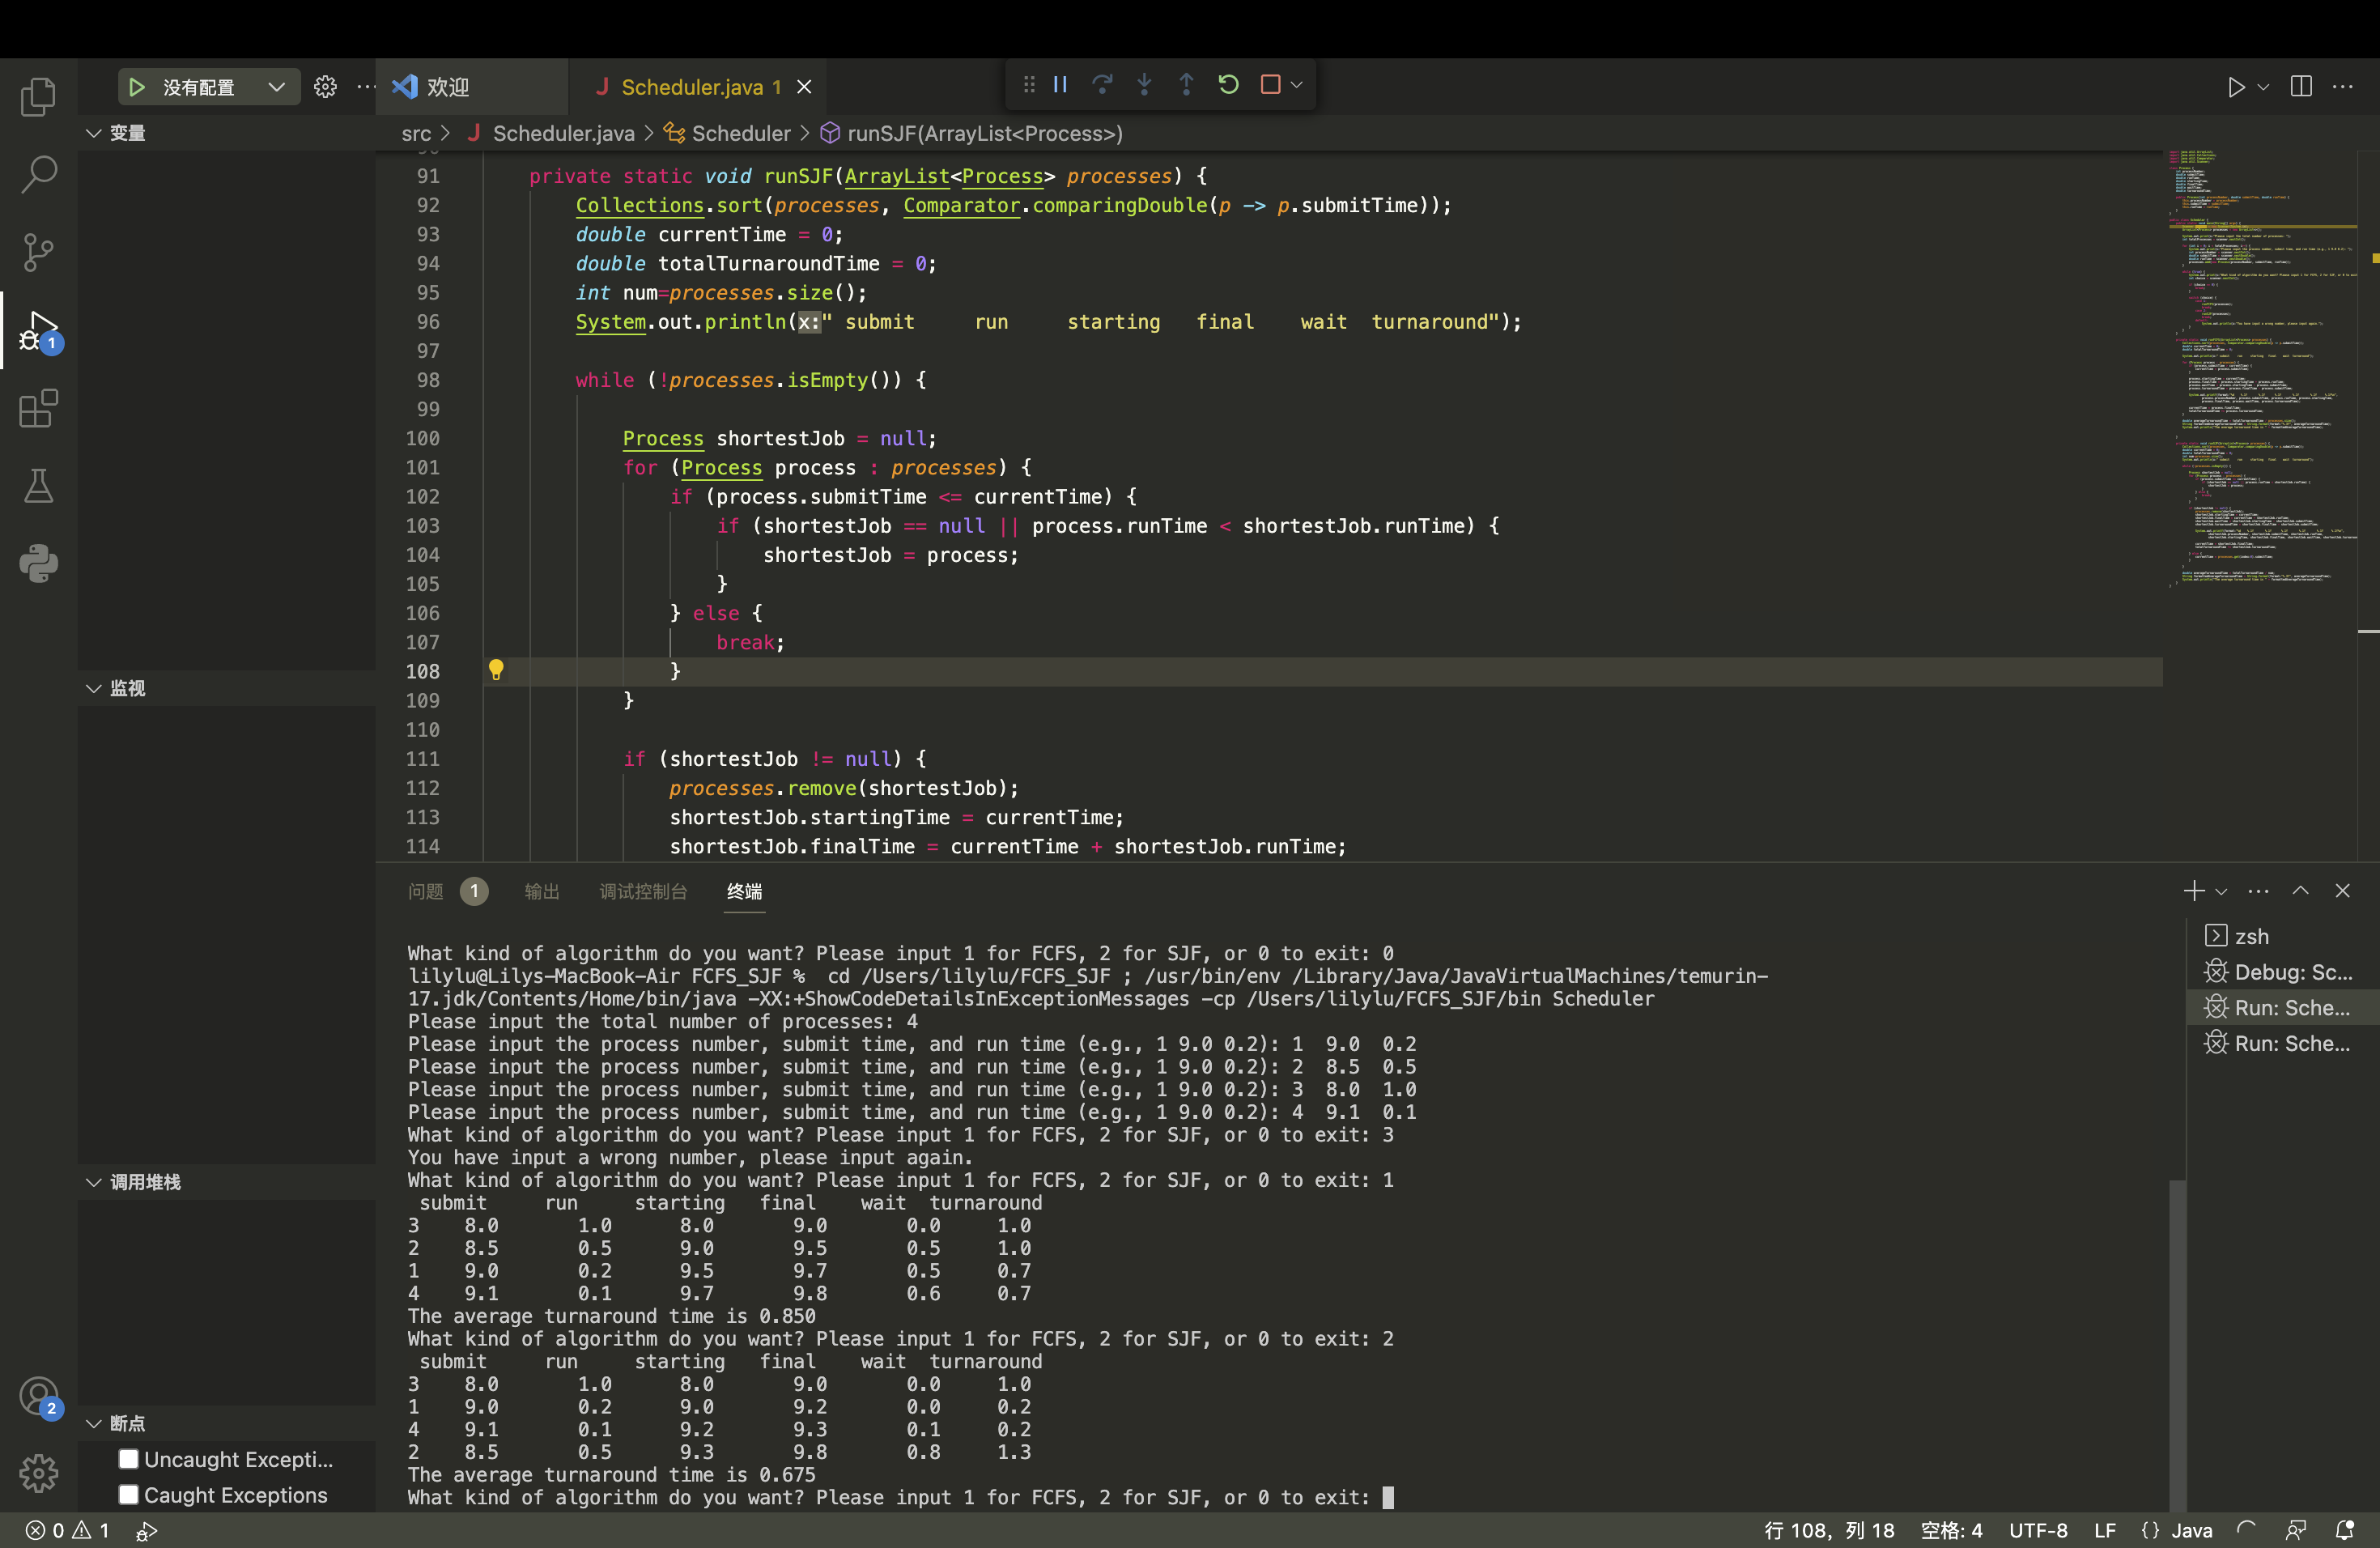 没有配置
欢迎
Scheduler.java 1
变量
src > Scheduler.java > Scheduler > runSJF(ArrayList<Process>)
91 private static void runSJF(ArrayList<Process> processes) {
92 Collections.sort(processes, Comparator.comparingDouble(p -> p.submitTime));
93 double currentTime = 0;
94 double totalTurnaroundTime = 0;
95 int num=processes.size();
96 System.out.println(x:" submit     run     starting   final    wait  turnaround");
97
98 while (!processes.isEmpty()) {
99
100 Process shortestJob = null;
101 for (Process process : processes) {
102 if (process.submitTime <= currentTime) {
103 if (shortestJob == null || process.runTime < shortestJob.runTime) {
104 shortestJob = process;
105 }
106 } else {
107 break;
108 }
109 }
110
111 if (shortestJob != null) {
112 processes.remove(shortestJob);
113 shortestJob.startingTime = currentTime;
114 shortestJob.finalTime = currentTime + shortestJob.runTime;
监视
调用堆栈
断点
Uncaught Excepti...
Caught Exceptions
1
2
问题 1 输出 调试控制台 终端
What kind of algorithm do you want? Please input 1 for FCFS, 2 for SJF, or 0 to exit: 0
lilylu@Lilys-MacBook-Air FCFS_SJF %  cd /Users/lilylu/FCFS_SJF ; /usr/bin/env /Library/Java/JavaVirtualMachines/temurin-
17.jdk/Contents/Home/bin/java -XX:+ShowCodeDetailsInExceptionMessages -cp /Users/lilylu/FCFS_SJF/bin Scheduler
Please input the total number of processes: 4
Please input the process number, submit time, and run time (e.g., 1 9.0 0.2): 1  9.0  0.2
Please input the process number, submit time, and run time (e.g., 1 9.0 0.2): 2  8.5  0.5
Please input the process number, submit time, and run time (e.g., 1 9.0 0.2): 3  8.0  1.0
Please input the process number, submit time, and run time (e.g., 1 9.0 0.2): 4  9.1  0.1
What kind of algorithm do you want? Please input 1 for FCFS, 2 for SJF, or 0 to exit: 3
You have input a wrong number, please input again.
What kind of algorithm do you want? Please input 1 for FCFS, 2 for SJF, or 0 to exit: 1
 submit     run     starting   final    wait  turnaround
3    8.0       1.0      8.0       9.0       0.0     1.0
2    8.5       0.5      9.0       9.5       0.5     1.0
1    9.0       0.2      9.5       9.7       0.5     0.7
4    9.1       0.1      9.7       9.8       0.6     0.7
The average turnaround time is 0.850
What kind of algorithm do you want? Please input 1 for FCFS, 2 for SJF, or 0 to exit: 2
 submit     run     starting   final    wait  turnaround
3    8.0       1.0      8.0       9.0       0.0     1.0
1    9.0       0.2      9.0       9.2       0.0     0.2
4    9.1       0.1      9.2       9.3       0.1     0.2
2    8.5       0.5      9.3       9.8       0.8     1.3
The average turnaround time is 0.675
What kind of algorithm do you want? Please input 1 for FCFS, 2 for SJF, or 0 to exit:
zsh
Debug: Sc...
Run: Sche...
Run: Sche...
0 1 行 108，列 18 空格: 4 UTF-8 LF {} Java